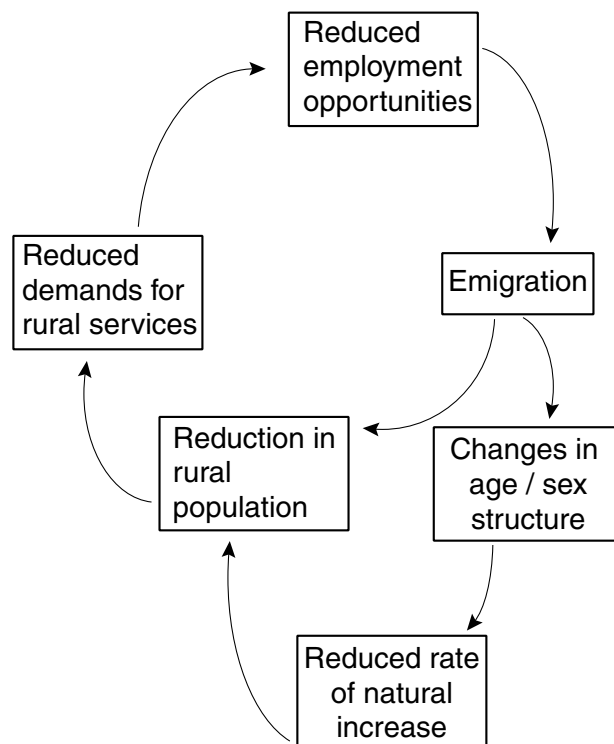 Reduced
employment
opportunities
Reduced
demands for
rural services
Emigration
Reduction in
rural
population
Changes in
age / sex
structure
Reduced rate
of natural
increase